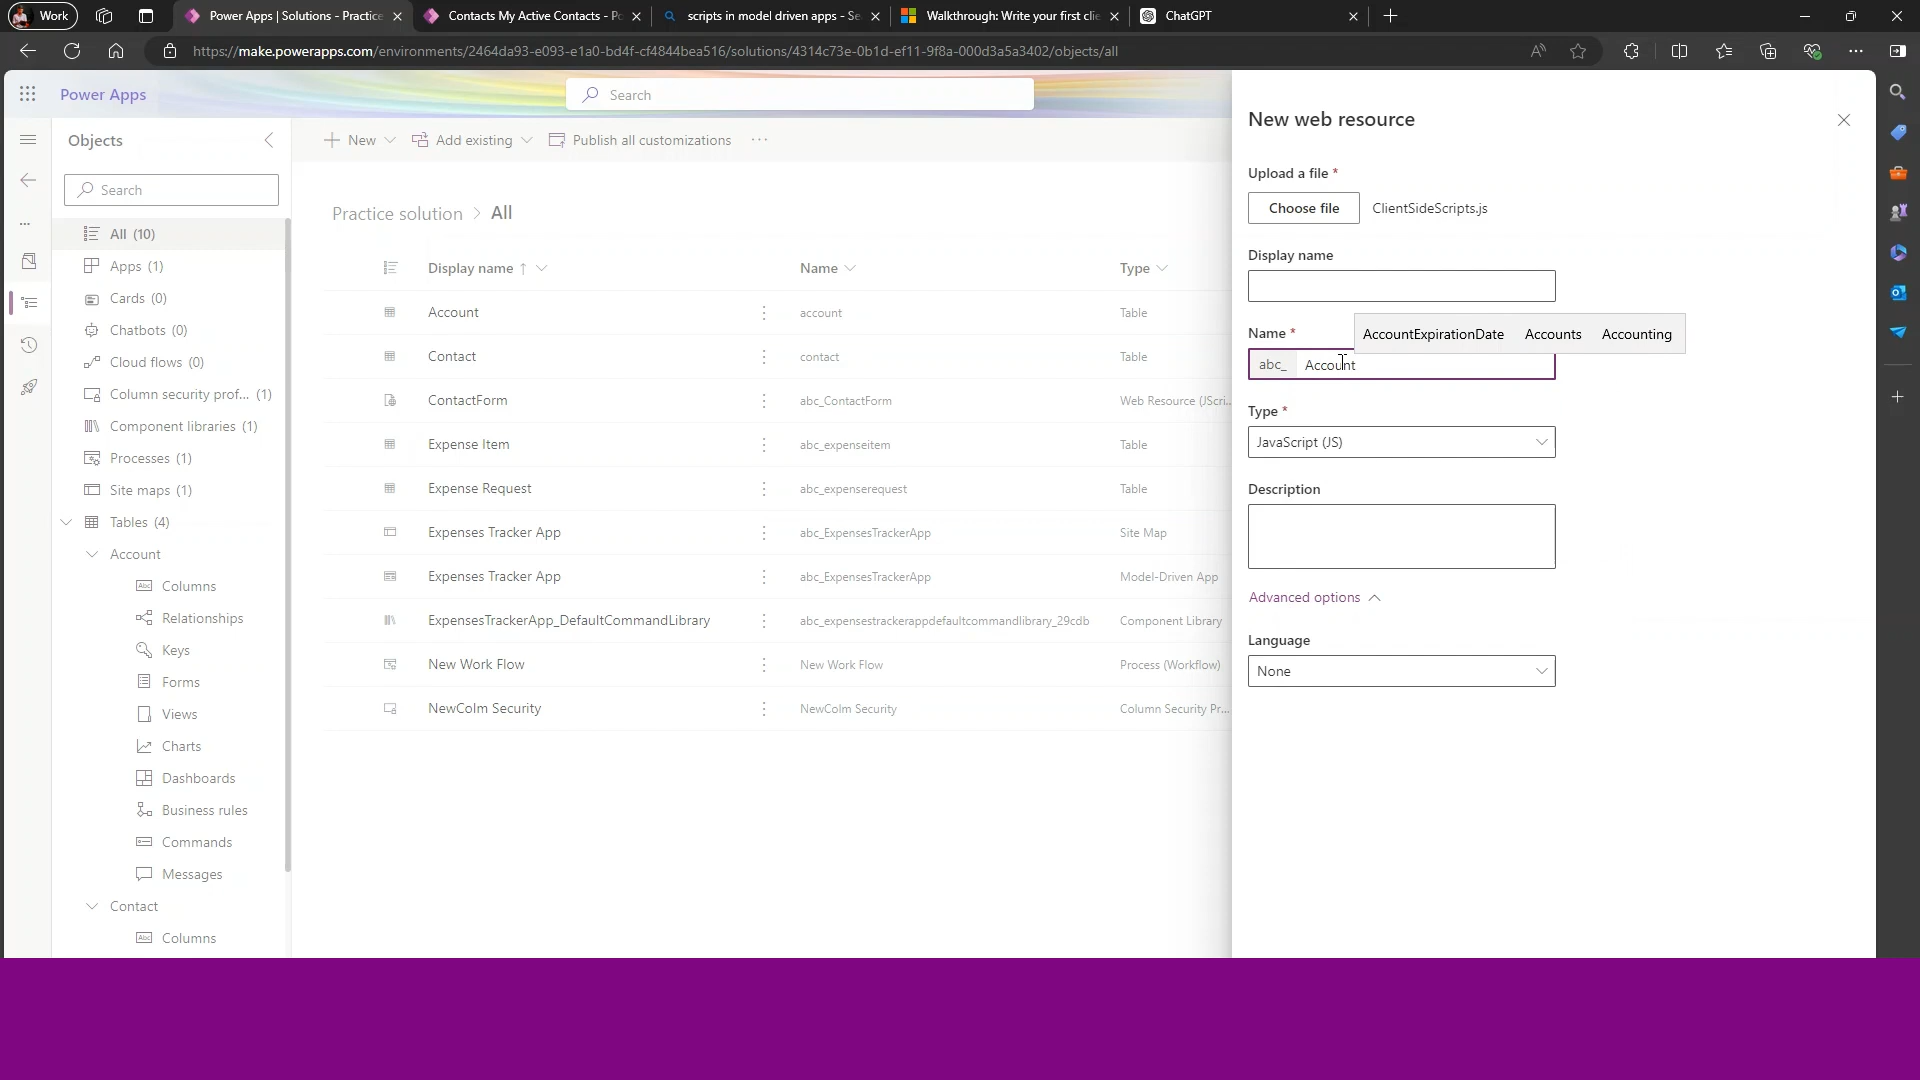 Work
Power Apps | Solutions - Practice
Contacts My Active Contacts - Po
scripts in model driven apps - Se
Walkthrough: Write your first clie
ChatGPT
https://make.powerapps.com/environments/2464da93-e093-e1a0-bd4f-cf4844bea516/solutions/4314c73e-0b1d-ef11-9f8a-000d3a5a3402/objects/all
Power Apps
Search
Objects
Search
All (10)
Apps (1)
Cards (0)
Chatbots (0)
Cloud flows (0)
Column security prof... (1)
Component libraries (1)
Processes (1)
Site maps (1)
Tables (4)
Account
Columns
Relationships
Keys
Forms
Views
Charts
Dashboards
Business rules
Commands
Messages
Contact
Columns
New
Add existing
Publish all customizations
Practice solution > All
Display name ↑ Name Type
Account account Table
Contact contact Table
ContactForm abc_ContactForm Web Resource (JScri...
Expense Item abc_expenseitem Table
Expense Request abc_expenserequest Table
Expenses Tracker App abc_ExpensesTrackerApp Site Map
Expenses Tracker App abc_ExpensesTrackerApp Model-Driven App
ExpensesTrackerApp_DefaultCommandLibrary abc_expensestrackerappdefaultcommandlibrary_29cdb Component Library
New Work Flow New Work Flow Process (Workflow)
NewColm Security NewColm Security Column Security Pr...
New web resource
Upload a file *
Choose file ClientSideScripts.js
Display name
Name *
AccountExpirationDate Accounts Accounting
abc_ Account
Type *
JavaScript (JS)
Description
Advanced options
Language
None